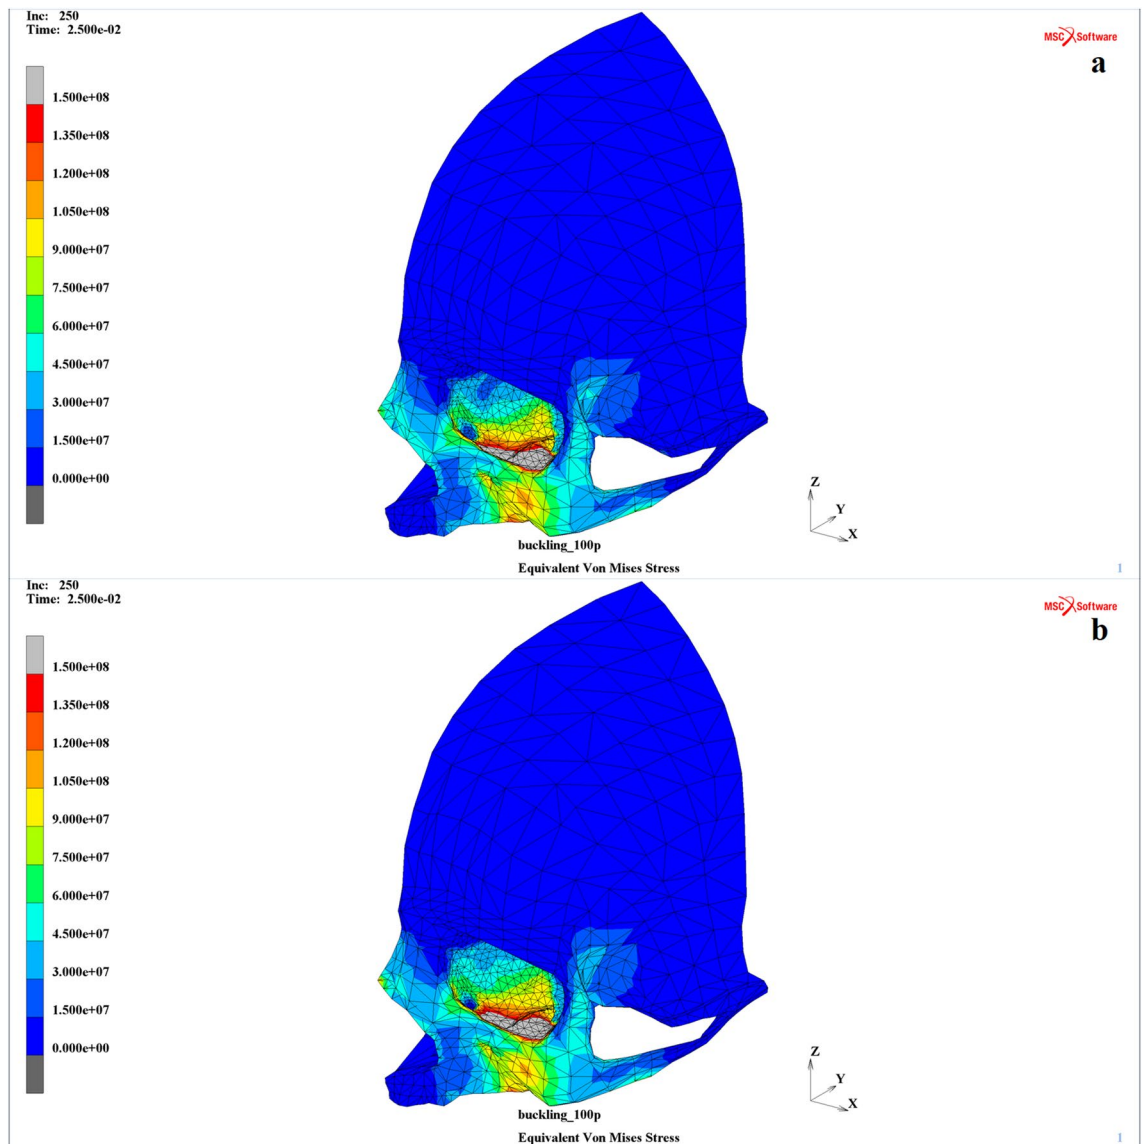 Inc: 250
Time: 2.500e-02
MSC Software
a
1.500e+08
1.350e+08
1.200e+08
1.050e+08
9.000e+07
7.500e+07
6.000e+07
4.500e+07
3.000e+07
1.500e+07
0.000e+00
Z
Y
X
buckling_100p
Equivalent Von Mises Stress
1
Inc: 250
Time: 2.500e-02
MSC Software
b
1.500e+08
1.350e+08
1.200e+08
1.050e+08
9.000e+07
7.500e+07
6.000e+07
4.500e+07
3.000e+07
1.500e+07
0.000e+00
Z
Y
X
buckling_100p
Equivalent Von Mises Stress
1